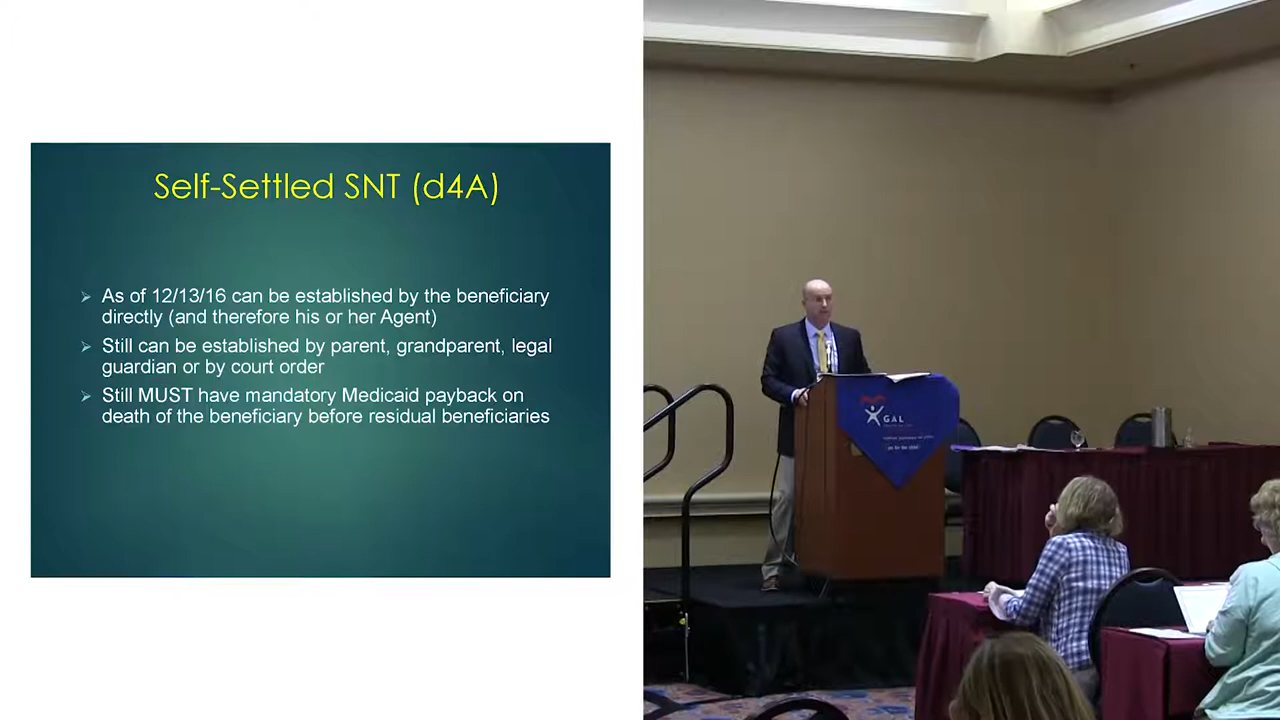 Self-Settled SNT (d4A)
As of 12/13/16 can be established by the beneficiary
directly (and therefore his or her Agent)
Still can be established by parent, grandparent, legal
guardian or by court order
Still MUST have mandatory Medicaid payback on
death of the beneficiary before residual beneficiaries
GAL